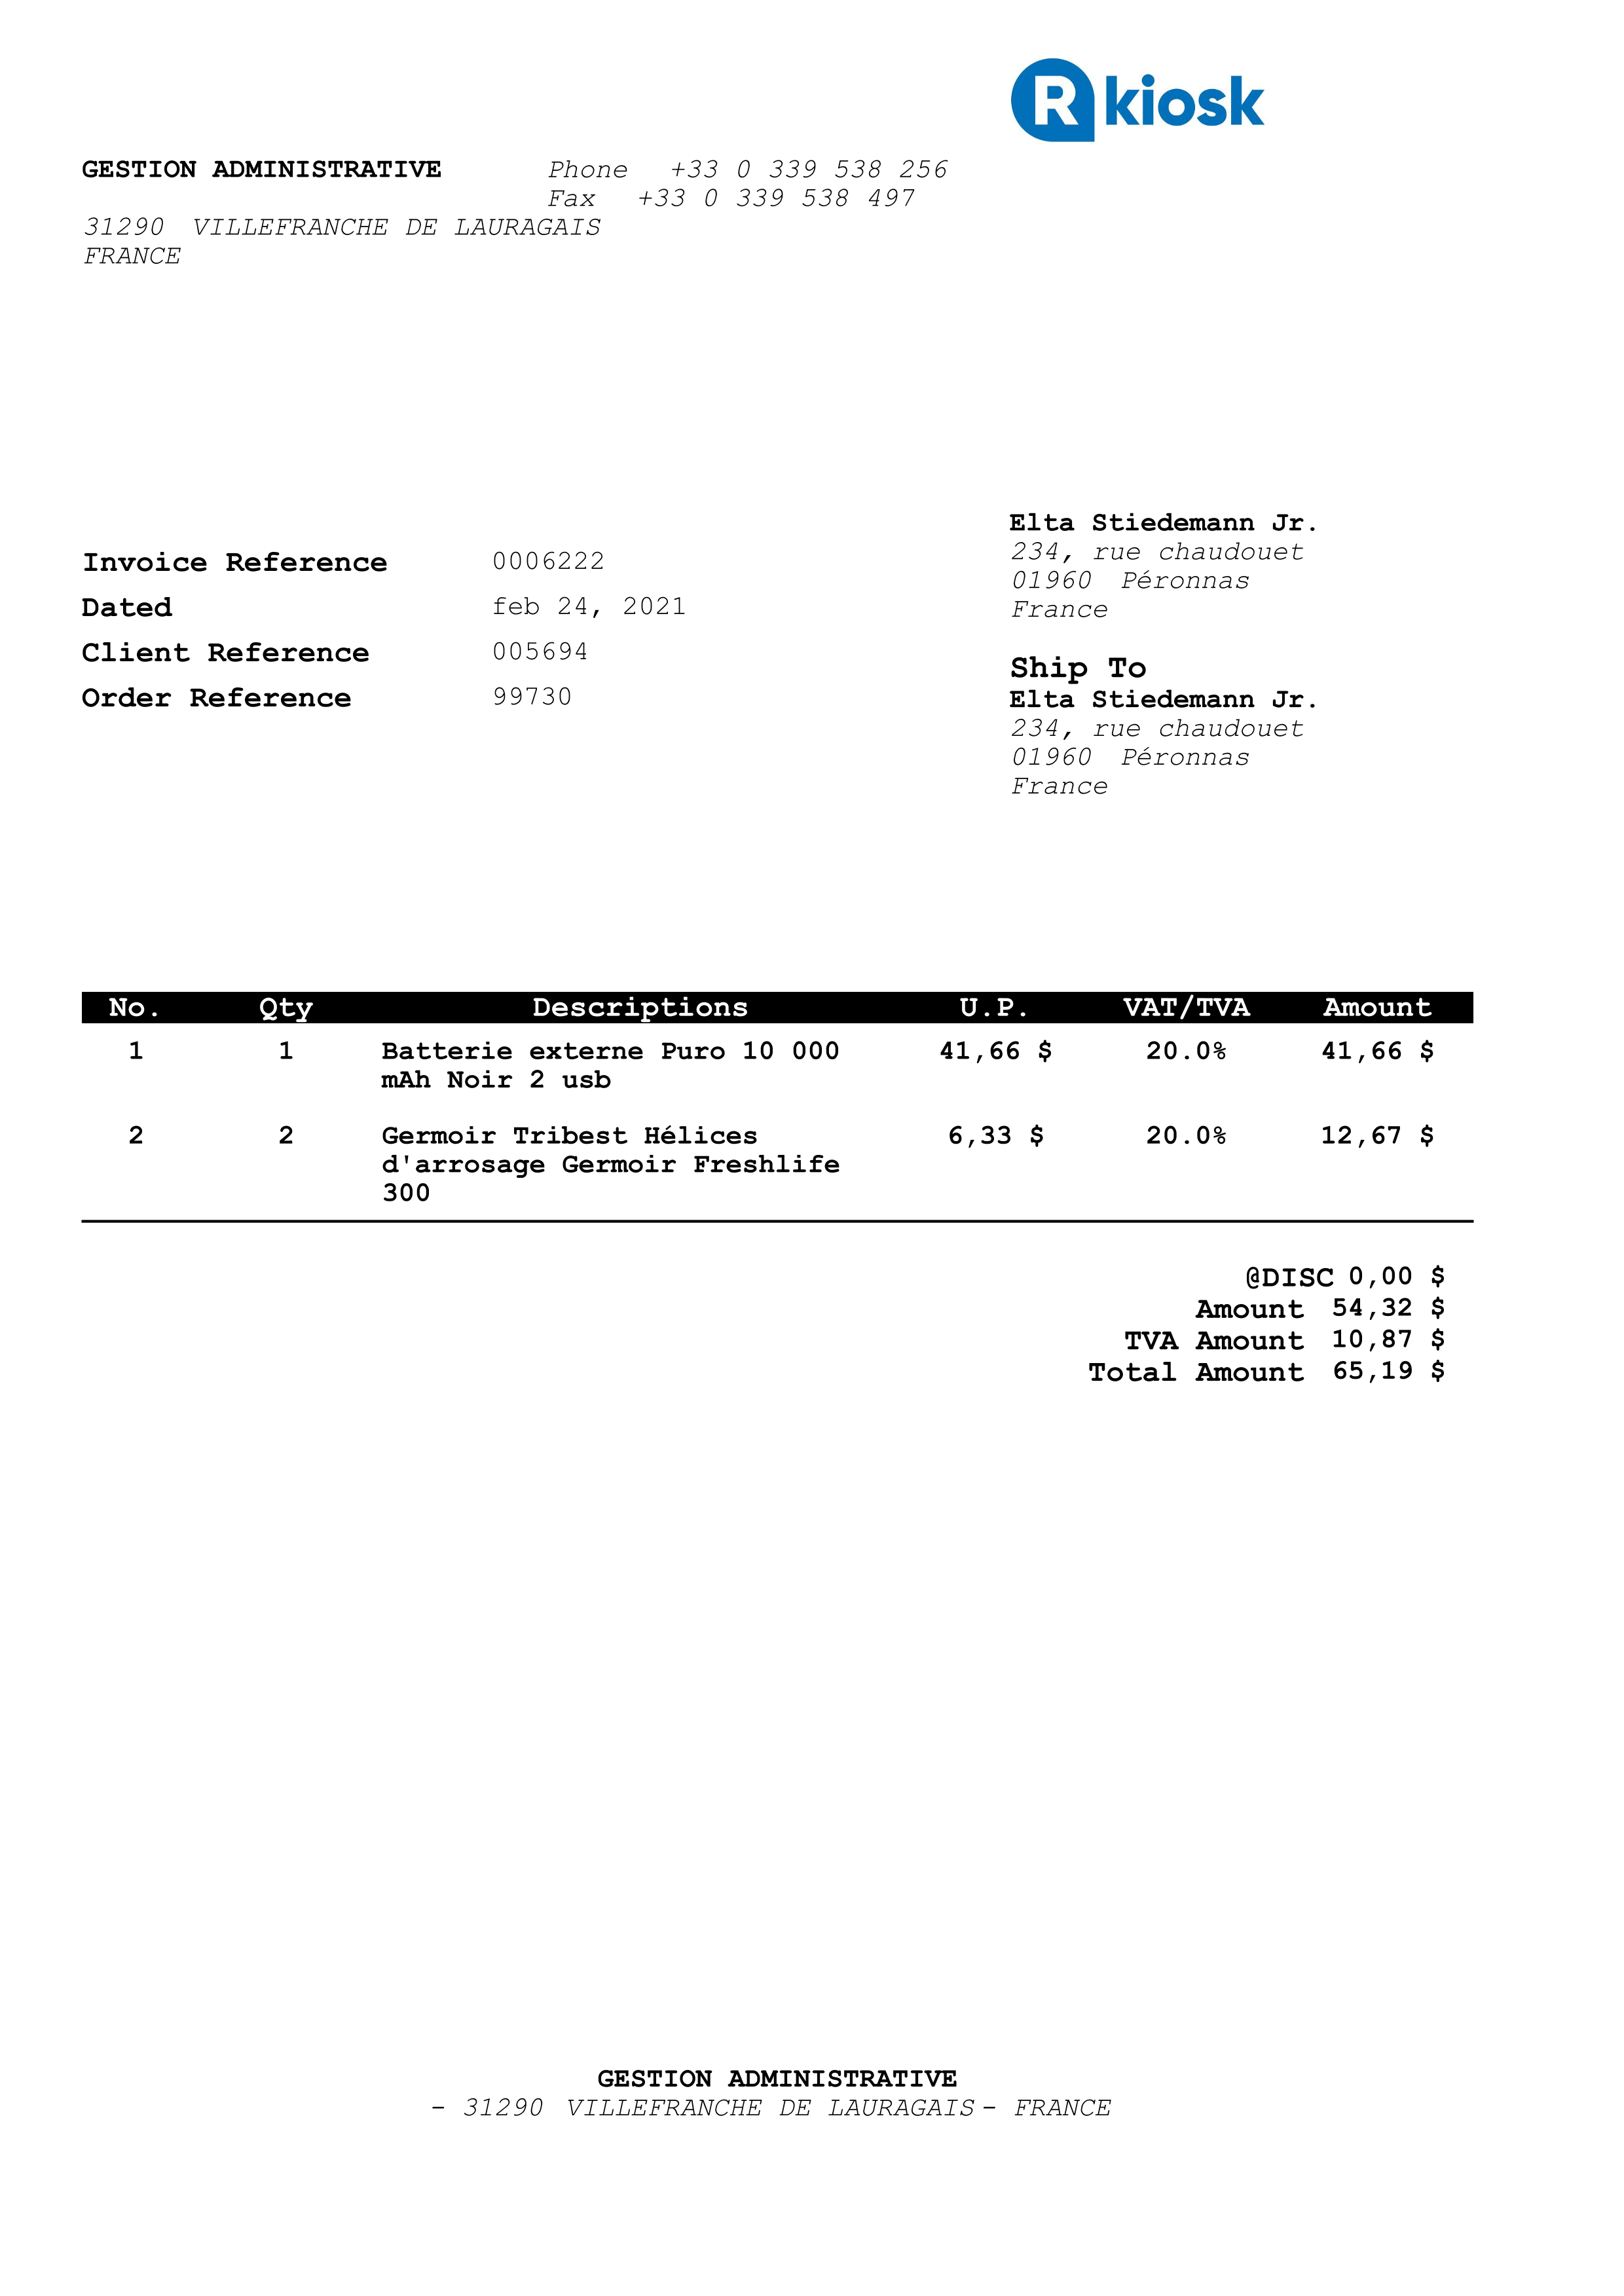 R kiosk
GESTION ADMINISTRATIVE Phone +33 0 339 538 256
Fax +33 0 339 538 497
31290 VILLEFRANCHE DE LAURAGAIS
FRANCE
Elta Stiedemann Jr.
234, rue chaudouet
01960 Péronnas
France
Invoice Reference 0006222
Dated feb 24, 2021
Client Reference 005694
Order Reference 99730
Ship To
Elta Stiedemann Jr.
234, rue chaudouet
01960 Péronnas
France
No. Qty Descriptions U.P. VAT/TVA Amount
1 1 Batterie externe Puro 10 000 41,66 $ 20.0% 41,66 $
mAh Noir 2 usb
2 2 Germoir Tribest Hélices 6,33 $ 20.0% 12,67 $
d'arrosage Germoir Freshlife
300
@DISC 0,00 $
Amount 54,32 $
TVA Amount 10,87 $
Total Amount 65,19 $
GESTION ADMINISTRATIVE
- 31290 VILLEFRANCHE DE LAURAGAIS - FRANCE